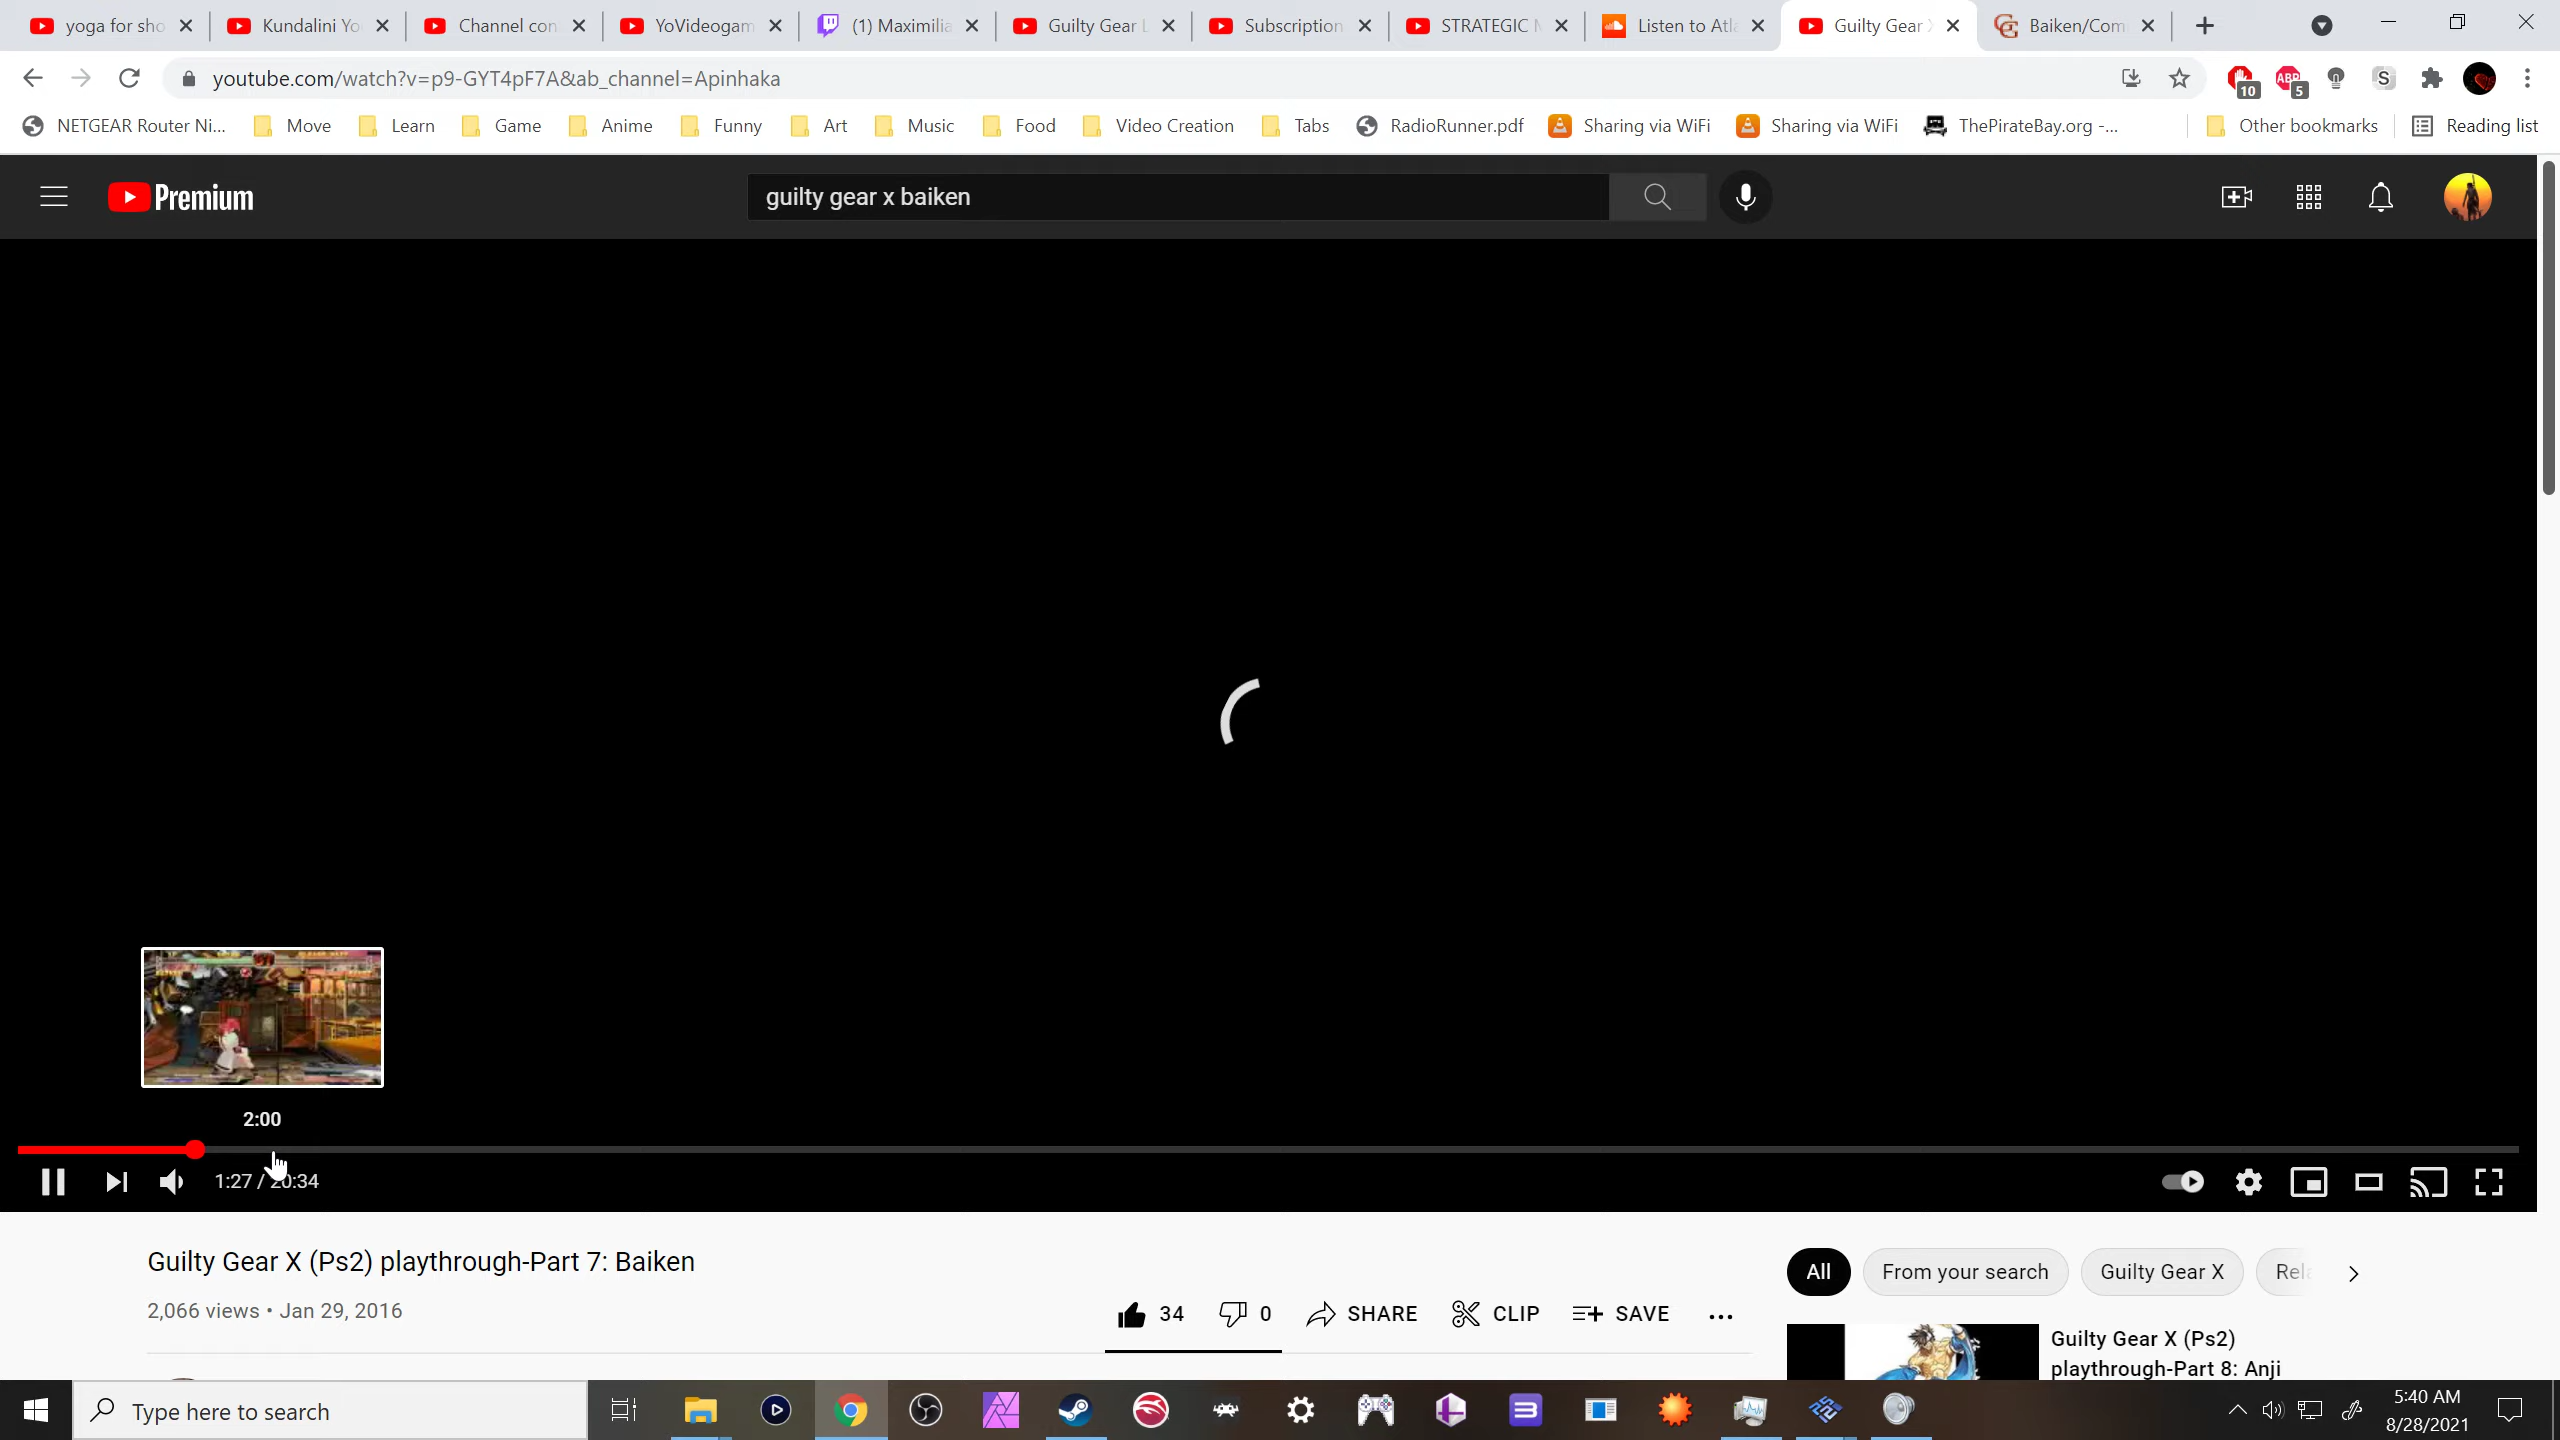 yoga for sho
Kundalini Yo
Channel con
YoVideogam
(1) Maximilia
Guilty Gear L
Subscription
STRATEGIC M
Listen to Atla
Guilty Gear X
Baiken/Com
youtube.com/watch?v=p9-GYT4pF7A&ab_channel=Apinhaka
10
ABP
5
S
NETGEAR Router Ni...
Move
Learn
Game
Anime
Funny
Art
Music
Food
Video Creation
Tabs
RadioRunner.pdf
Sharing via WiFi
Sharing via WiFi
ThePirateBay.org -...
Other bookmarks
Reading list
Premium
guilty gear x baiken
2:00
1:27 / 20:34
Guilty Gear X (Ps2) playthrough-Part 7: Baiken
2,066 views • Jan 29, 2016
34
0
SHARE
CLIP
SAVE
All
From your search
Guilty Gear X
Rela
Guilty Gear X (Ps2)
playthrough-Part 8: Anji
Type here to search
5:40 AM
8/28/2021